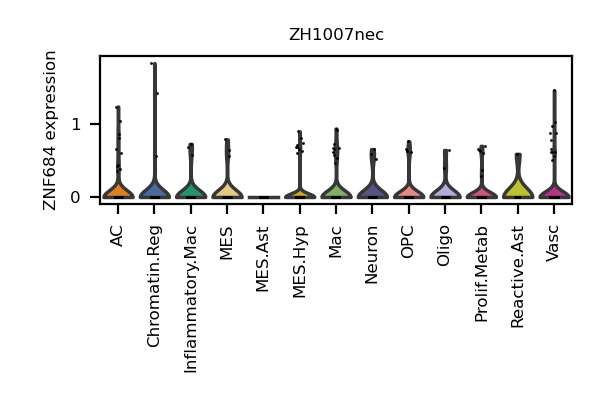 ZH1007nec
ZNF684 expression
1
0
AC
Chromatin.Reg
Inflammatory.Mac
MES
MES.Ast
MES.Hyp
Mac
Neuron
OPC
Oligo
Prolif.Metab
Reactive.Ast
Vasc